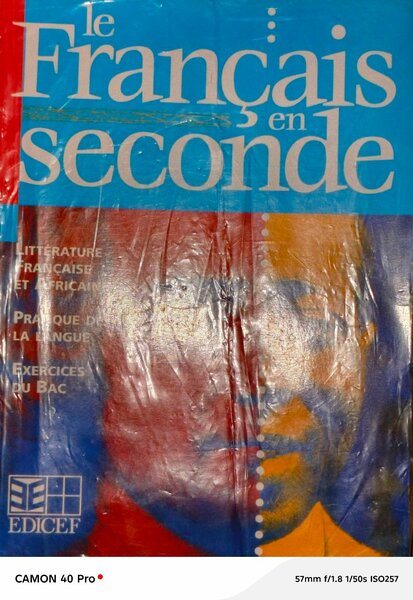 le
Français
en
seconde
LITTÉRATURE
FRANÇAISE
ET AFRICAINE
PRATIQUE DE
LA LANGUE
EXERCICES
DU BAC
EDICEF
CAMON 40 Pro
57mm f/1.8 1/50s ISO257